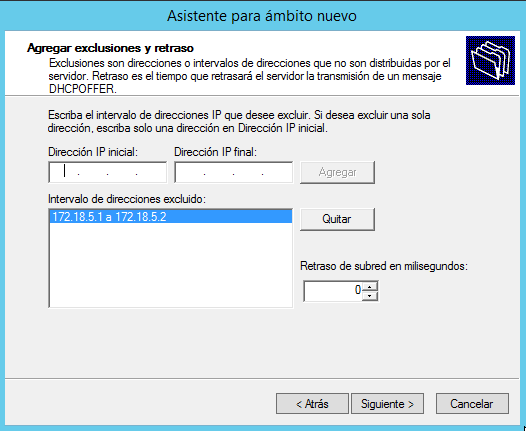 Asistente para ámbito nuevo
Agregar exclusiones y retraso
Exclusiones son direcciones o intervalos de direcciones que no son distribuidas por el
servidor. Retraso es el tiempo que retrasará el servidor la transmisión de un mensaje
DHCPOFFER.
Escriba el intervalo de direcciones IP que desee excluir. Si desea excluir una sola
dirección, escriba solo una dirección en Dirección IP inicial.
Dirección IP inicial: Dirección IP final:
. . . . . . Agregar
Intervalo de direcciones excluido:
172.18.5.1 a 172.18.5.2 Quitar
Retraso de subred en milisegundos:
0
< Atrás Siguiente > Cancelar